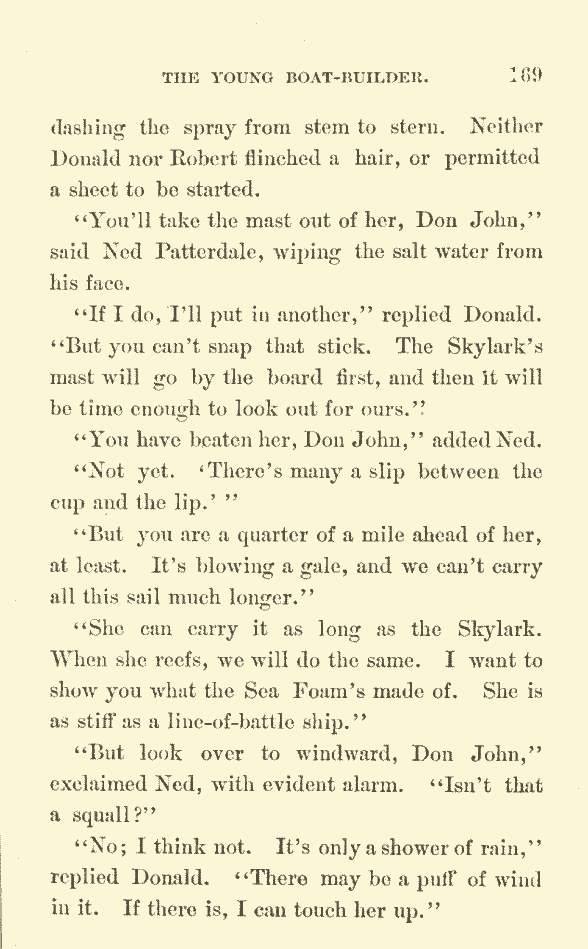 THE YOUNG BOAT-BUILDER. 169
dashing the spray from stem to stern. Neither
Donald nor Robert flinched a hair, or permitted
a sheet to be started.
“You’ll take the mast out of her, Don John,”
said Ned Patterdale, wiping the salt water from
his face.
“If I do, I’ll put in another,” replied Donald.
“But you can’t snap that stick. The Skylark’s
mast will go by the board first, and then it will
be time enough to look out for ours.”
“You have beaten her, Don John,” added Ned.
“Not yet. ‘There’s many a slip between the
cup and the lip.’ ”
“But you are a quarter of a mile ahead of her,
at least. It’s blowing a gale, and we can’t carry
all this sail much longer.”
“She can carry it as long as the Skylark.
When she reefs, we will do the same. I want to
show you what the Sea Foam’s made of. She is
as stiff as a line-of-battle ship.”
“But look over to windward, Don John,”
exclaimed Ned, with evident alarm. “Isn’t that
a squall?”
“No; I think not. It’s only a shower of rain,”
replied Donald. “There may be a puff of wind
in it. If there is, I can touch her up.”